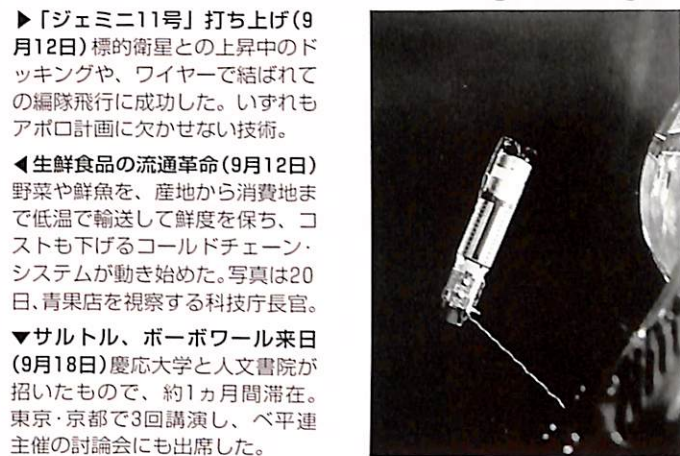 ▶「ジェミニ11号」打ち上げ(9
月12日)標的衛星との上昇中のド
ッキングや、ワイヤーで結ばれて
の編隊飛行に成功した。いずれも
アポロ計画に欠かせない技術。
◀生鮮食品の流通革命(9月12日)
野菜や鮮魚を、産地から消費地ま
で低温で輸送して鮮度を保ち、コ
ストも下げるコールドチェーン・
システムが動き始めた。写真は20
日、青果店を視察する科技庁長官。
▼サルトル、ボーボワール来日
(9月18日)慶応大学と人文書院が
招いたもので、約1ヵ月間滞在。
東京・京都で3回講演し、ベ平連
主催の討論会にも出席した。